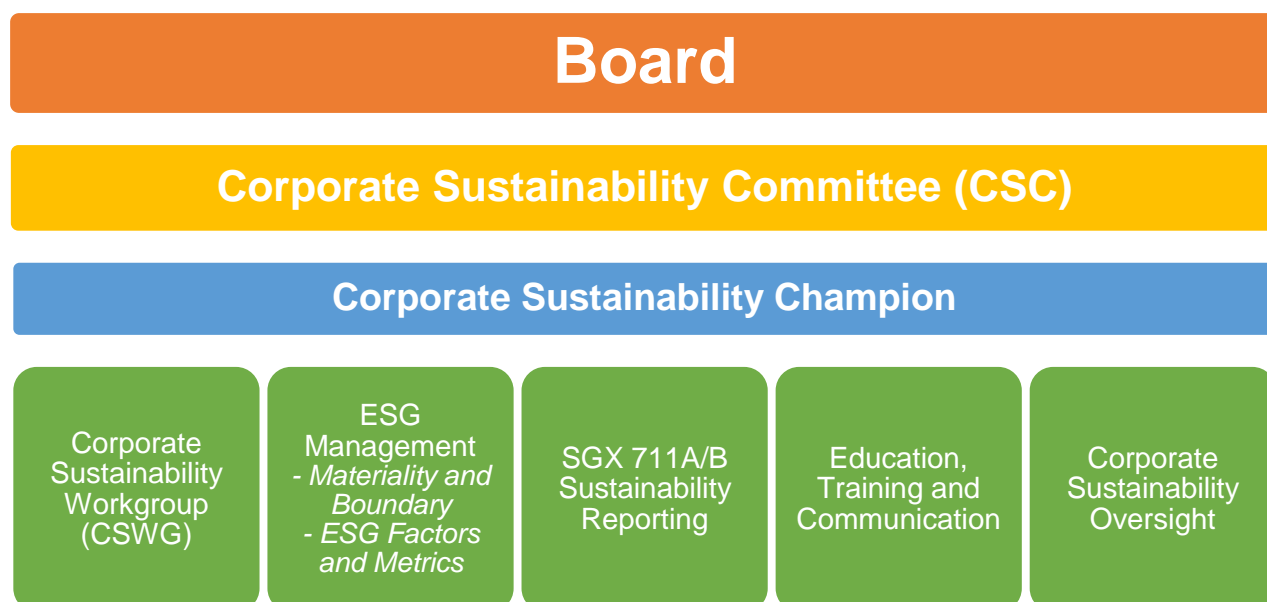 Board
Corporate Sustainability Committee (CSC)
Corporate Sustainability Champion
Corporate
Sustainability
Workgroup
(CSWG)
ESG
Management
- Materiality and
Boundary
- ESG Factors
and Metrics
SGX 711A/B
Sustainability
Reporting
Education,
Training and
Communication
Corporate
Sustainability
Oversight